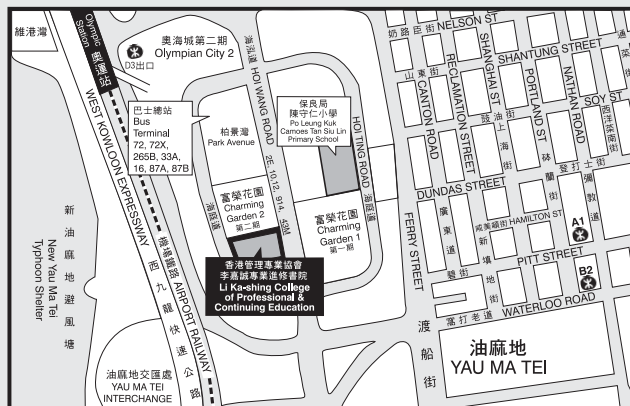 維港灣
Olympic
Station
奧運站
D3出口
奧海城第二期
Olympian City 2
巴士總站
Bus
Terminal
72, 72X,
265B, 33A,
16, 87A, 87B
柏景灣
Park Avenue
海泓道
HOI WANG ROAD
2E, 10,12, 914, 43M
保良局
陳守仁小學
Po Leung Kuk
Camoes Tan Siu Lin
Primary School
HOI TING ROAD
海庭道
海庭道
富榮花園
Charming
Garden 2
第二期
富榮花園
Charming
Garden 1
第一期
香港管理專業協會
李嘉誠專業進修書院
Li Ka-shing College
of Professional &
Continuing Education
WEST KOWLOON EXPRESSWAY
西九龍快速公路
機場鐵路 AIRPORT RAILWAY
新油麻地避風塘
New Yau Ma Tei
Typhoon Shelter
油麻地交匯處
YAU MA TEI
INTERCHANGE
奶路臣街 NELSON ST
山東街
SHANTUNG STREET
SOY ST
豉油街
CANTON ROAD
廣東道
RECLAMATION STREET
新填地街
SHANGHAI ST
上海街
PORTLAND ST
砵蘭街
NATHAN ROAD
彌敦道
西洋菜南街
登打士街
DUNDAS STREET
咸美頓街 HAMILTON ST
A1
碧街
PITT STREET
B2
窩打老道 WATERLOO ROAD
FERRY STREET
渡船街
油麻地
YAU MA TEI